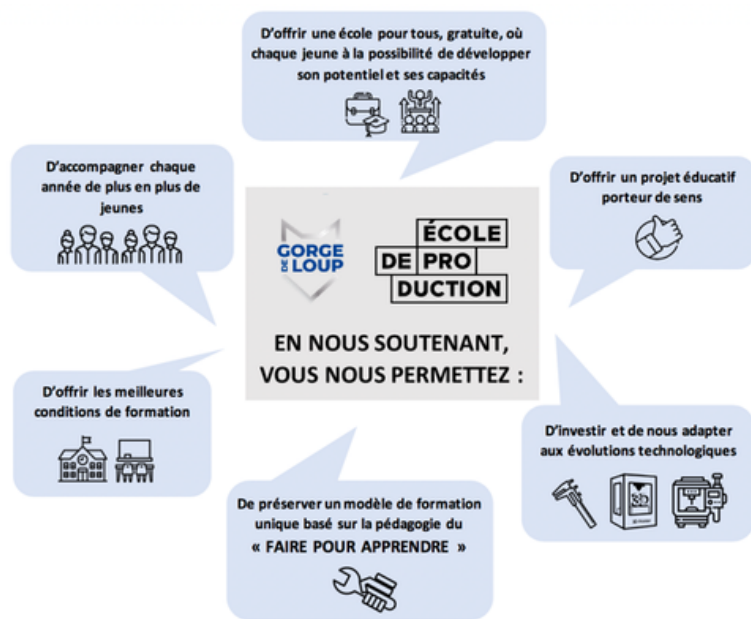 D'offrir une école pour tous, gratuite, où
chaque jeune à la possibilité de développer
son potentiel et ses capacités
D'accompagner chaque
année de plus en plus de
jeunes
D'offrir un projet éducatif
porteur de sens
GORGE
DE LOUP
ÉCOLE
DE PRO
DUCTION
EN NOUS SOUTENANT,
VOUS NOUS PERMETTEZ :
D'offrir les meilleures
conditions de formation
D'investir et de nous adapter
aux évolutions technologiques
De préserver un modèle de formation
unique basé sur la pédagogie du
« FAIRE POUR APPRENDRE »